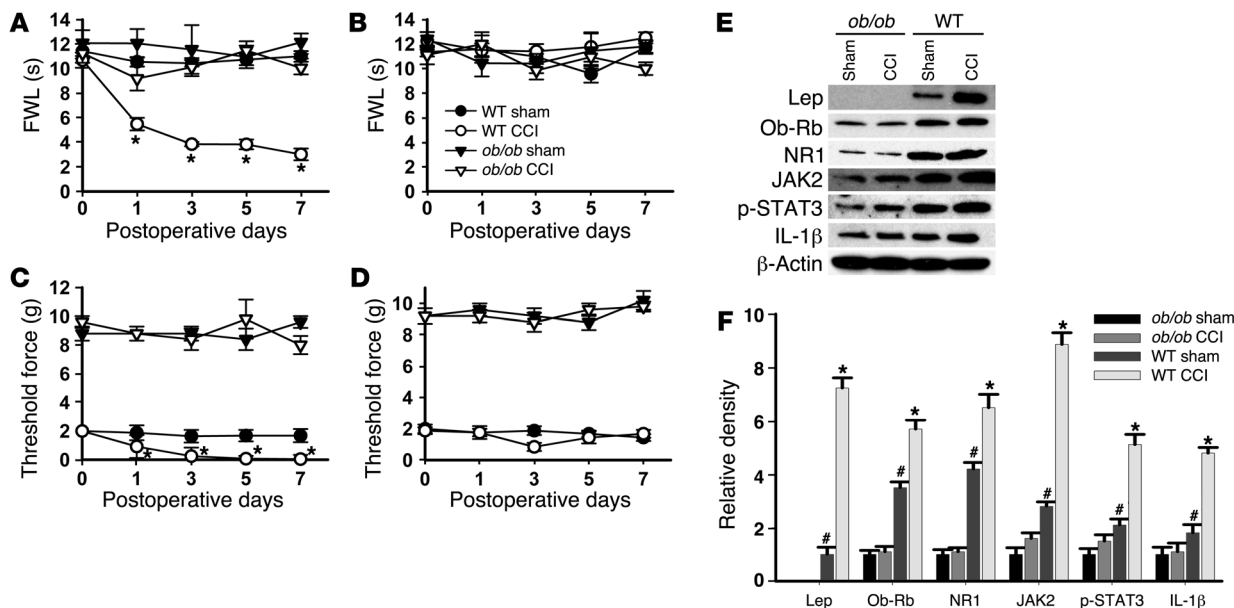 A
14
12
10
8
6
4
2
0
FWL (s)
*
*
*
*
0 1 3 5 7
Postoperative days
B
14
12
10
8
6
4
2
0
FWL (s)
WT sham
WT CCI
ob/ob sham
ob/ob CCI
0 1 3 5 7
Postoperative days
C
12
10
8
6
4
2
0
Threshold force (g)
*
*
*
*
0 1 3 5 7
Postoperative days
D
10
8
6
4
2
0
Threshold force (g)
0 1 3 5 7
Postoperative days
E
ob/ob WT
Sham CCI Sham CCI
Lep
Ob-Rb
NR1
JAK2
p-STAT3
IL-1β
β-Actin
F
ob/ob sham
ob/ob CCI
WT sham
WT CCI
10
8
6
4
2
0
Relative density
# * # * # * # * # * # *
Lep Ob-Rb NR1 JAK2 p-STAT3 IL-1β